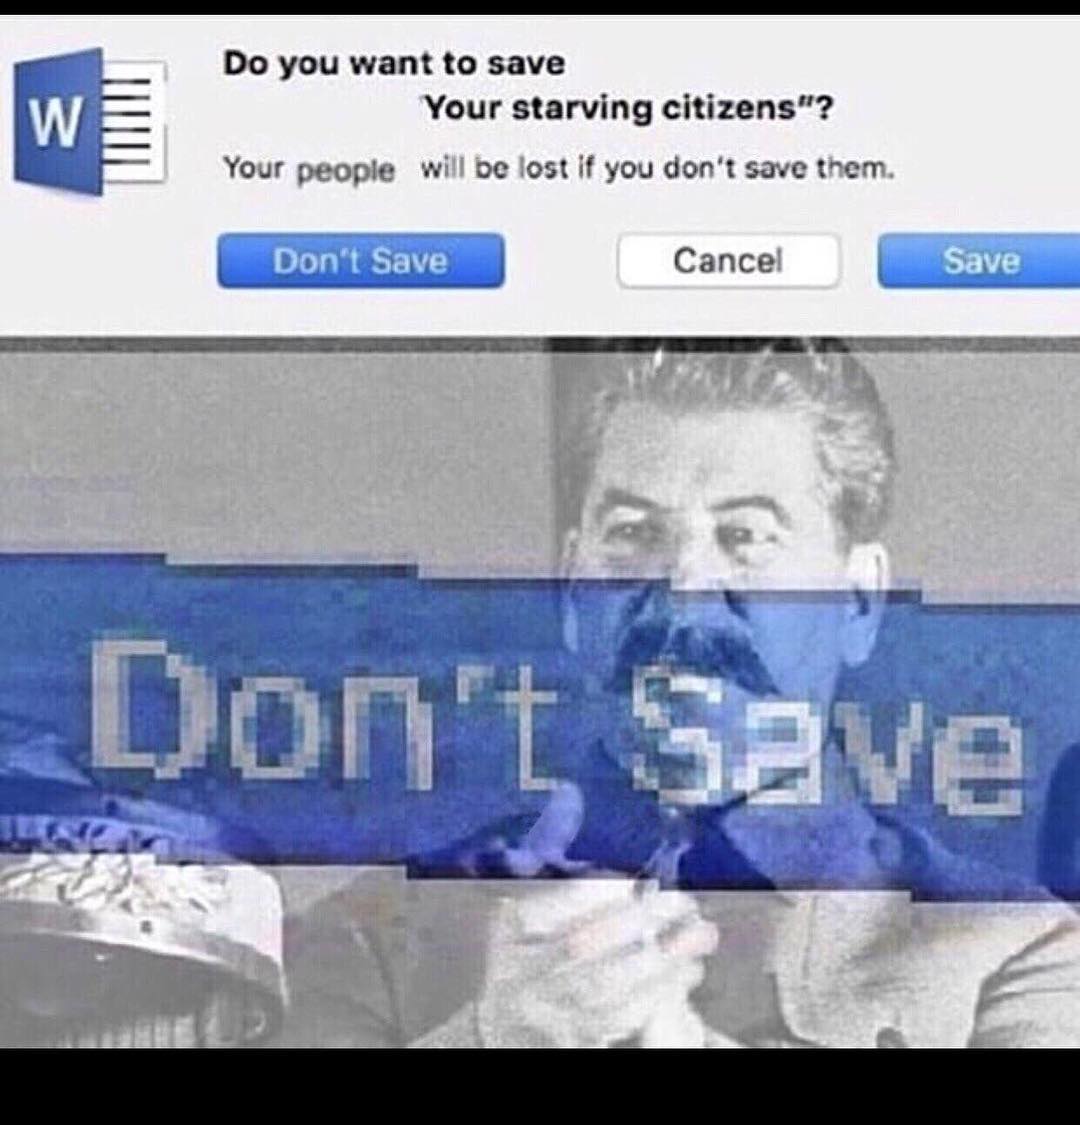 W
Do you want to save
Your starving citizens"?
Your people will be lost if you don't save them.
Don't Save Cancel Save
Don't Save